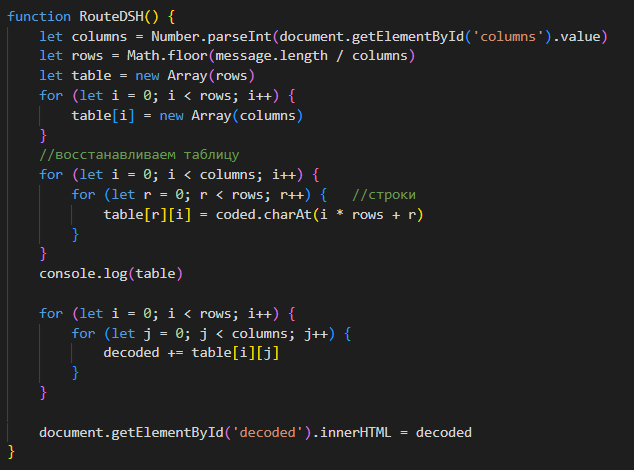 function RouteDSH() {
    let columns = Number.parseInt(document.getElementById('columns').value)
    let rows = Math.floor(message.length / columns)
    let table = new Array(rows)
    for (let i = 0; i < rows; i++) {
        table[i] = new Array(columns)
    }
    //восстанавливаем таблицу
    for (let i = 0; i < columns; i++) {
        for (let r = 0; r < rows; r++) {   //строки
            table[r][i] = coded.charAt(i * rows + r)
        }
    }
    console.log(table)

    for (let i = 0; i < rows; i++) {
        for (let j = 0; j < columns; j++) {
            decoded += table[i][j]
        }
    }

    document.getElementById('decoded').innerHTML = decoded
}